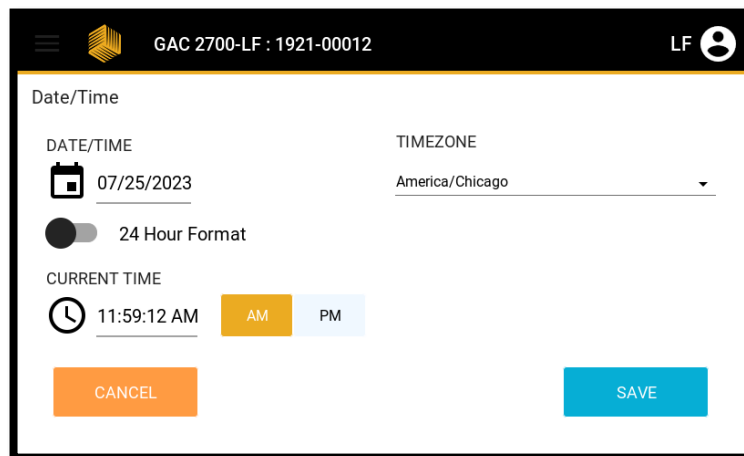 GAC 2700-LF : 1921-00012
LF
Date/Time
DATE/TIME
07/25/2023
24 Hour Format
TIMEZONE
America/Chicago
CURRENT TIME
11:59:12 AM
AM
PM
CANCEL
SAVE